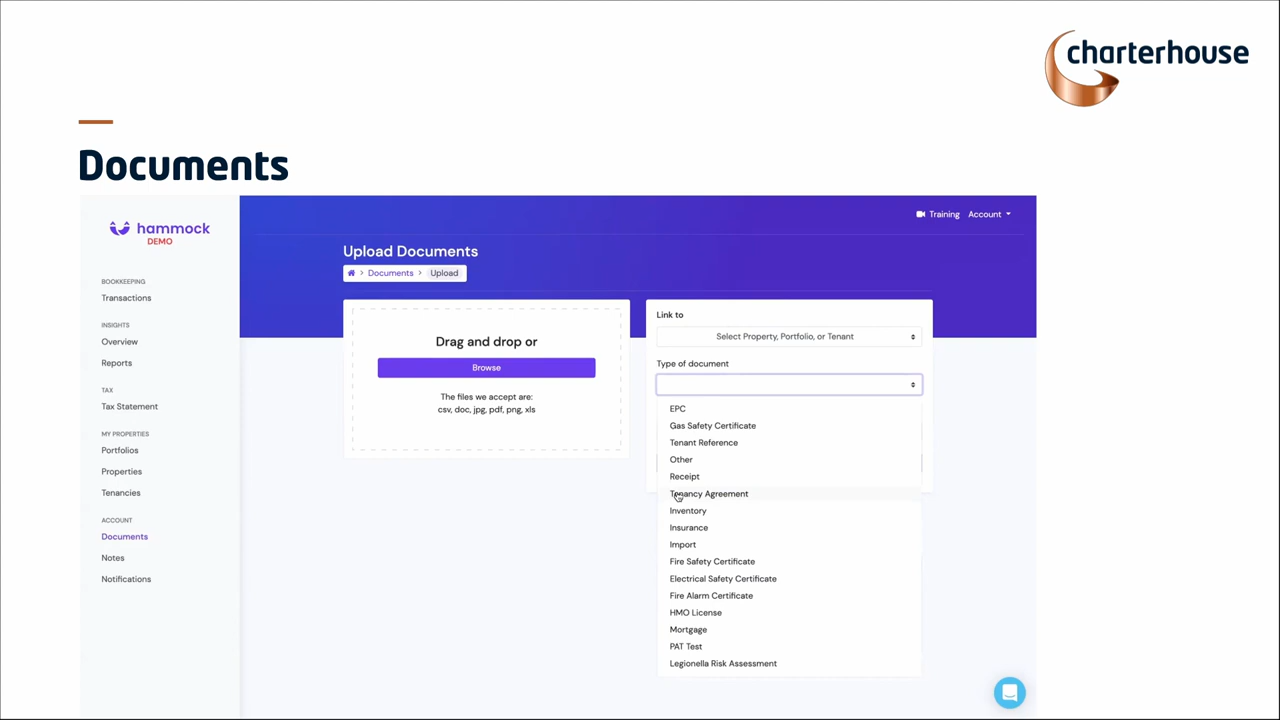 charterhouse
Documents
hammock
DEMO
BOOKKEEPING
Transactions
INSIGHTS
Overview
Reports
TAX
Tax Statement
MY PROPERTIES
Portfolios
Properties
Tenancies
ACCOUNT
Documents
Notes
Notifications
Training Account
Upload Documents
> Documents > Upload
Drag and drop or
Browse
The files we accept are:
csv, doc, jpg, pdf, png, xls
Link to
Select Property, Portfolio, or Tenant
Type of document
EPC
Gas Safety Certificate
Tenant Reference
Other
Receipt
Tenancy Agreement
Inventory
Insurance
Import
Fire Safety Certificate
Electrical Safety Certificate
Fire Alarm Certificate
HMO License
Mortgage
PAT Test
Legionella Risk Assessment